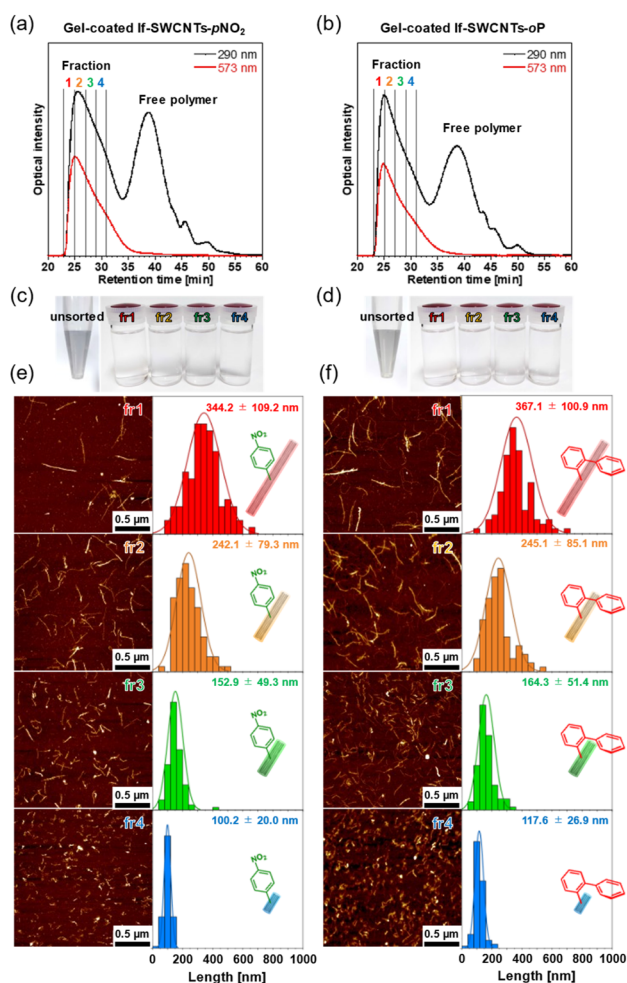 (a) Gel-coated lf-SWCNTs-pNO₂
290 nm
573 nm
Fraction
1 2 3 4
Free polymer
Optical intensity
20 25 30 35 40 45 50 55 60
Retention time [min]
(b) Gel-coated lf-SWCNTs-oP
290 nm
573 nm
Fraction
1 2 3 4
Free polymer
Optical intensity
20 25 30 35 40 45 50 55 60
Retention time [min]
(c)
unsorted fr1 fr2 fr3 fr4
(d)
unsorted fr1 fr2 fr3 fr4
(e)
fr1
0.5 μm
344.2 ± 109.2 nm
NO₂
fr2
0.5 μm
242.1 ± 79.3 nm
NO₂
fr3
0.5 μm
152.9 ± 49.3 nm
NO₂
fr4
0.5 μm
100.2 ± 20.0 nm
NO₂
0 200 400 600 800 1000
Length [nm]
(f)
fr1
0.5 μm
367.1 ± 100.9 nm
fr2
0.5 μm
245.1 ± 85.1 nm
fr3
0.5 μm
164.3 ± 51.4 nm
fr4
0.5 μm
117.6 ± 26.9 nm
0 200 400 600 800 1000
Length [nm]